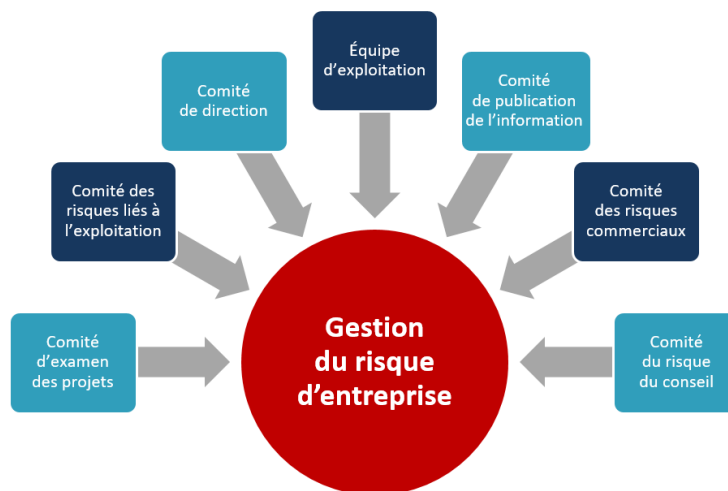 Équipe
d'exploitation
Comité
de direction
Comité
de publication
de l'information
Comité des
risques liés à
l'exploitation
Comité
des risques
commerciaux
Comité
d'examen
des projets
Gestion
du risque
d'entreprise
Comité
du risque
du conseil